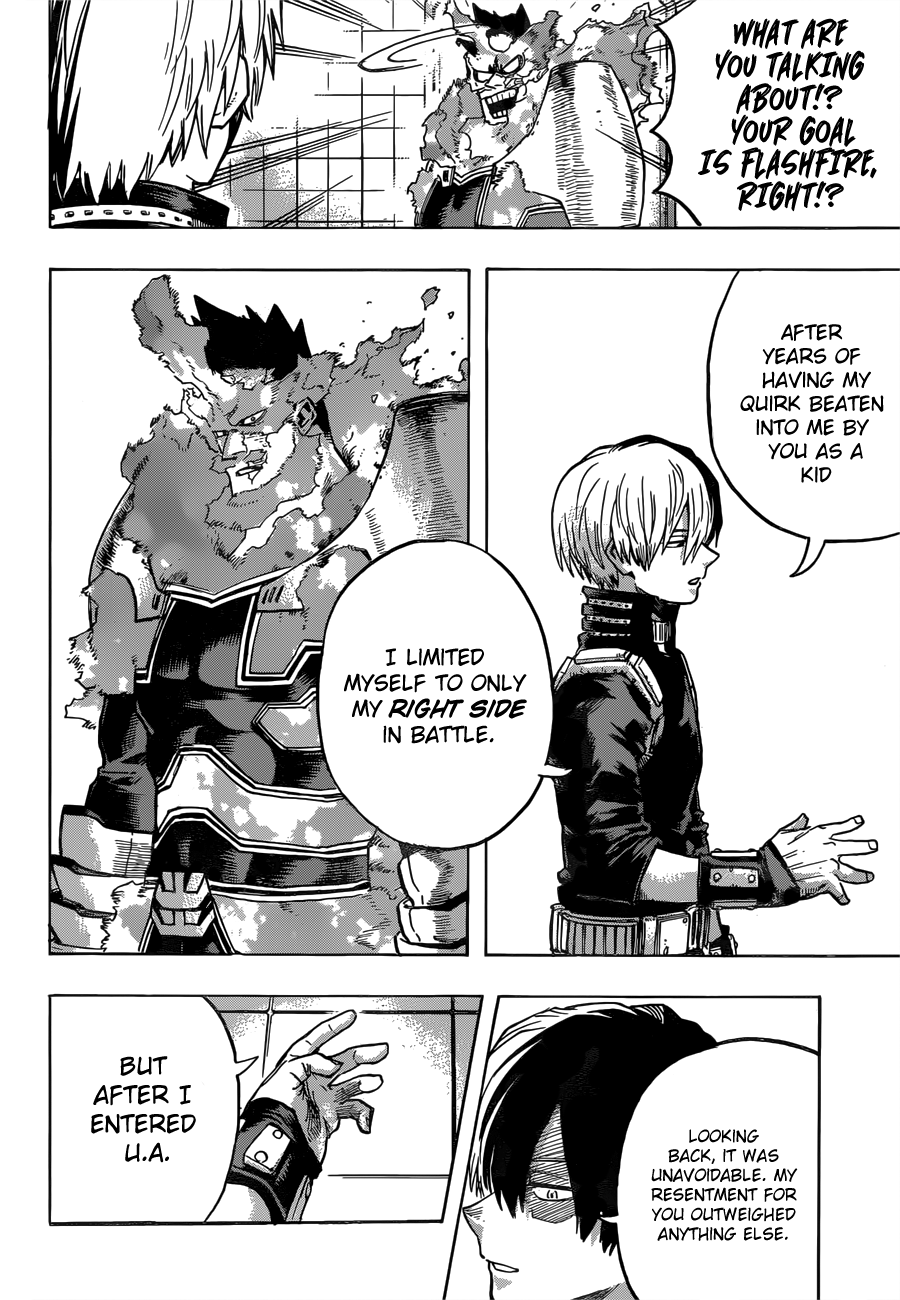 WHAT ARE
YOU TALKING
ABOUT!?
YOUR GOAL
IS FLASHFIRE,
RIGHT!?
AFTER
YEARS OF
HAVING MY
QUIRK BEATEN
INTO ME BY
YOU AS A
KID
I LIMITED
MYSELF TO ONLY
MY RIGHT SIDE
IN BATTLE.
LOOKING
BACK, IT WAS
UNAVOIDABLE. MY
RESENTMENT FOR
YOU OUTWEIGHED
ANYTHING ELSE.
BUT
AFTER I
ENTERED
U.A.